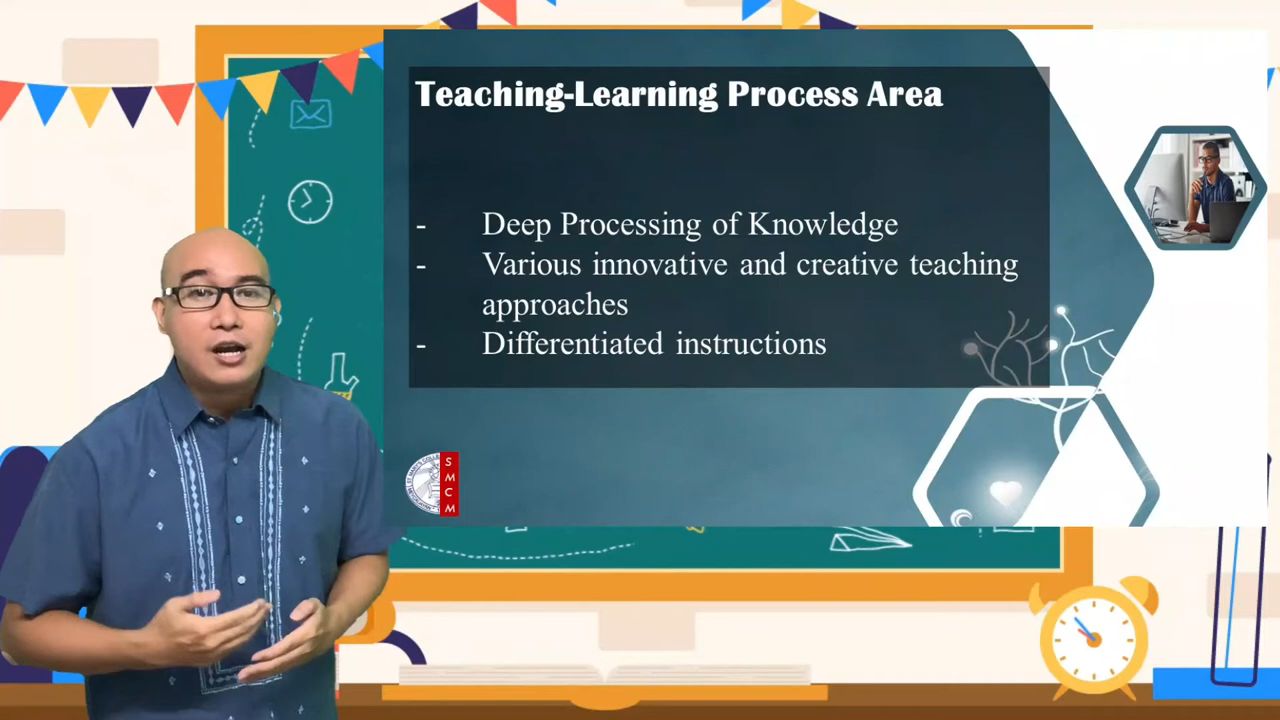 Teaching-Learning Process Area
- Deep Processing of Knowledge
- Various innovative and creative teaching
approaches
- Differentiated instructions
S
M
C
M